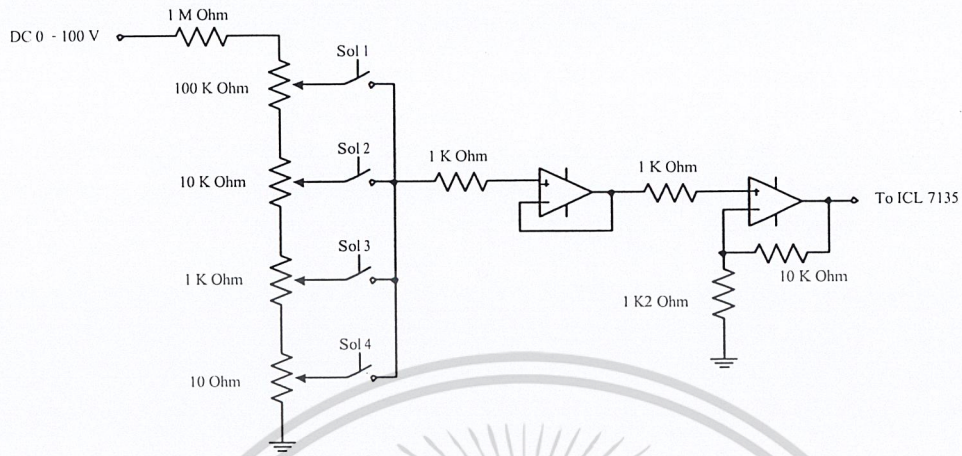 1 M Ohm
DC 0 - 100 V
Sol 1
100 K Ohm
Sol 2
1 K Ohm
1 K Ohm
10 K Ohm
To ICL 7135
Sol 3
10 K Ohm
1 K Ohm
1 K2 Ohm
Sol 4
10 Ohm